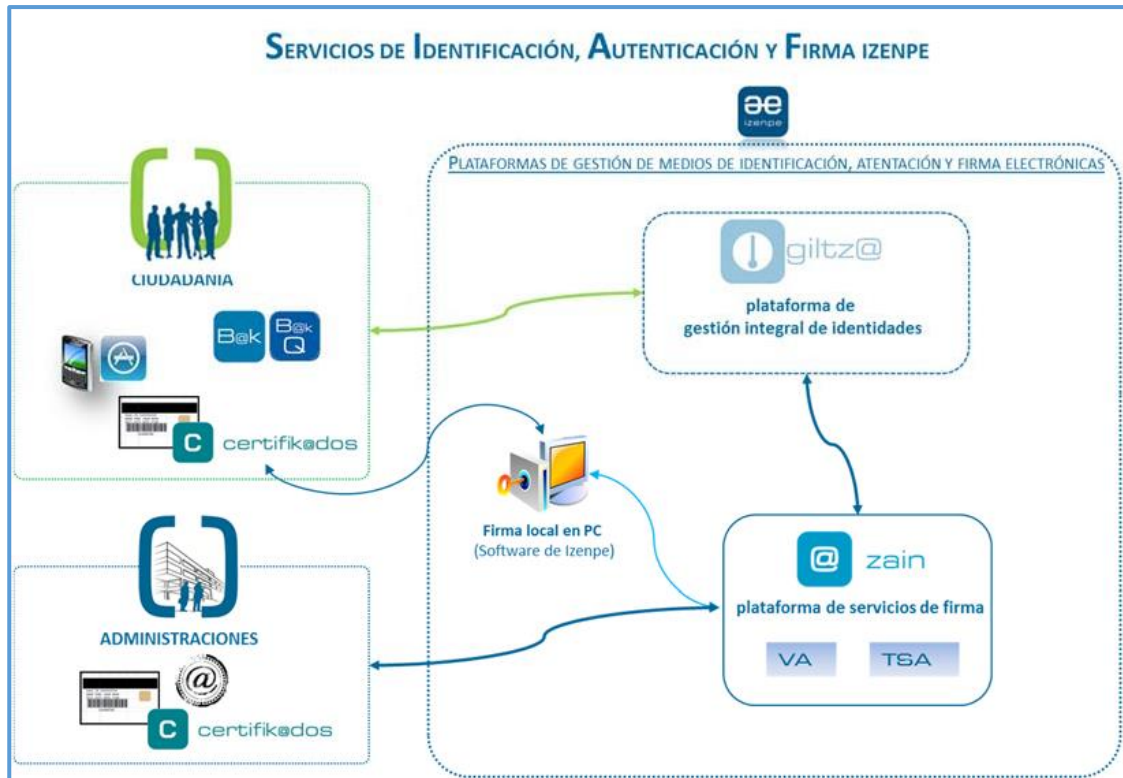 SERVICIOS DE IDENTIFICACIÓN, AUTENTICACIÓN Y FIRMA IZENPE
izenpe
PLATAFORMAS DE GESTIÓN DE MEDIOS DE IDENTIFICACIÓN, ATENTACIÓN Y FIRMA ELECTRÓNICAS
CIUDADANIA
B@k
B@k
Q
C certifik@dos
giltz@
plataforma de
gestión integral de identidades
Firma local en PC
(Software de Izenpe)
@ zain
plataforma de servicios de firma
VA TSA
ADMINISTRACIONES
@
C certifik@dos